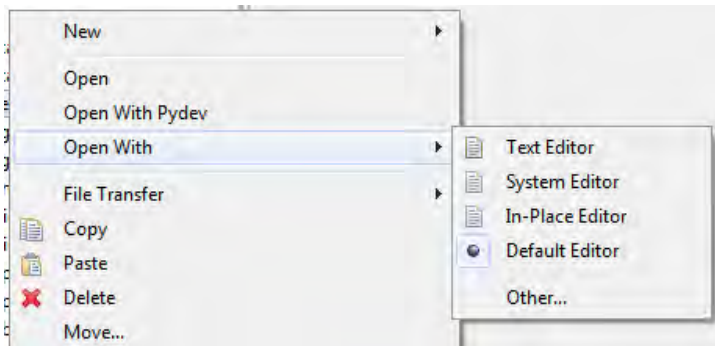 New
Open
Open With Pydev
Open With
File Transfer
Copy
Paste
Delete
Move...
Text Editor
System Editor
In-Place Editor
Default Editor
Other...